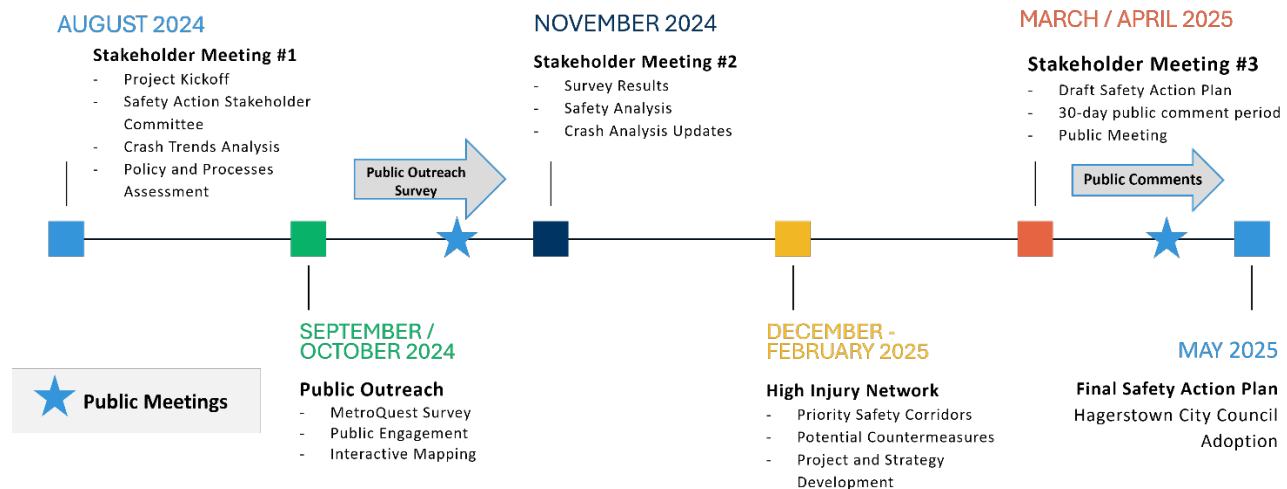 AUGUST 2024
Stakeholder Meeting #1
- Project Kickoff
- Safety Action Stakeholder
Committee
- Crash Trends Analysis
- Policy and Processes
Assessment
Public Outreach
Survey
NOVEMBER 2024
Stakeholder Meeting #2
- Survey Results
- Safety Analysis
- Crash Analysis Updates
MARCH / APRIL 2025
Stakeholder Meeting #3
- Draft Safety Action Plan
- 30-day public comment period
- Public Meeting
Public Comments
SEPTEMBER /
OCTOBER 2024
Public Outreach
- MetroQuest Survey
- Public Engagement
- Interactive Mapping
DECEMBER -
FEBRUARY 2025
High Injury Network
- Priority Safety Corridors
- Potential Countermeasures
- Project and Strategy
Development
MAY 2025
Final Safety Action Plan
Hagerstown City Council
Adoption
Public Meetings